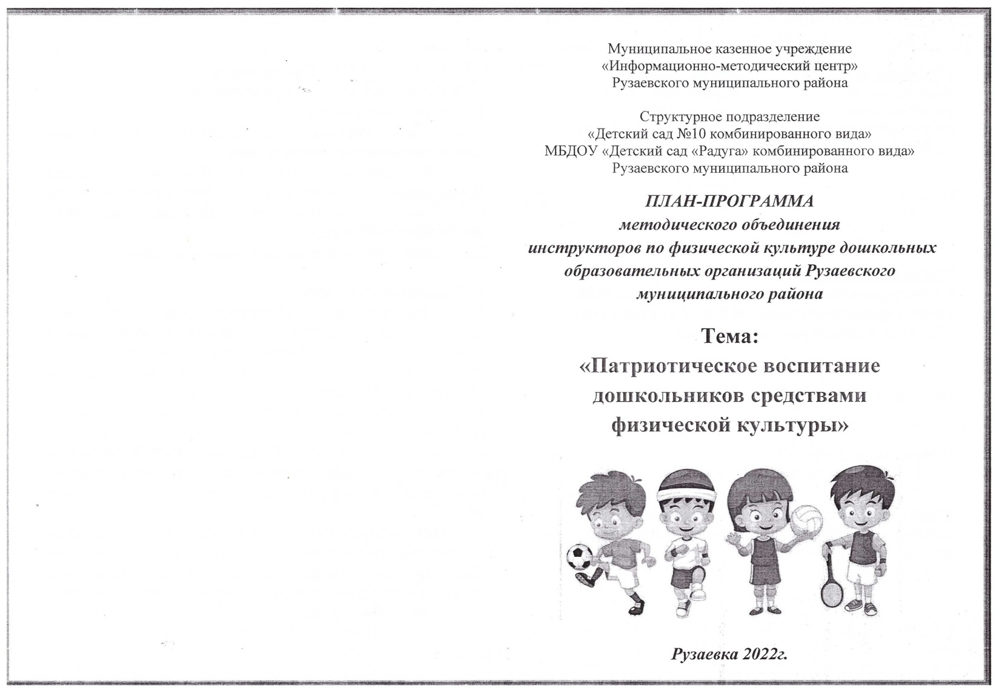 Муниципальное казенное учреждение
«Информационно-методический центр»
Рузаевского муниципального района
Структурное подразделение
«Детский сад №10 комбинированного вида»
МБДОУ «Детский сад «Радуга» комбинированного вида»
Рузаевского муниципального района
ПЛАН-ПРОГРАММА
методического объединения
инструкторов по физической культуре дошкольных
образовательных организаций Рузаевского
муниципального района
Тема:
«Патриотическое воспитание
дошкольников средствами
физической культуры»
Рузаевка 2022г.